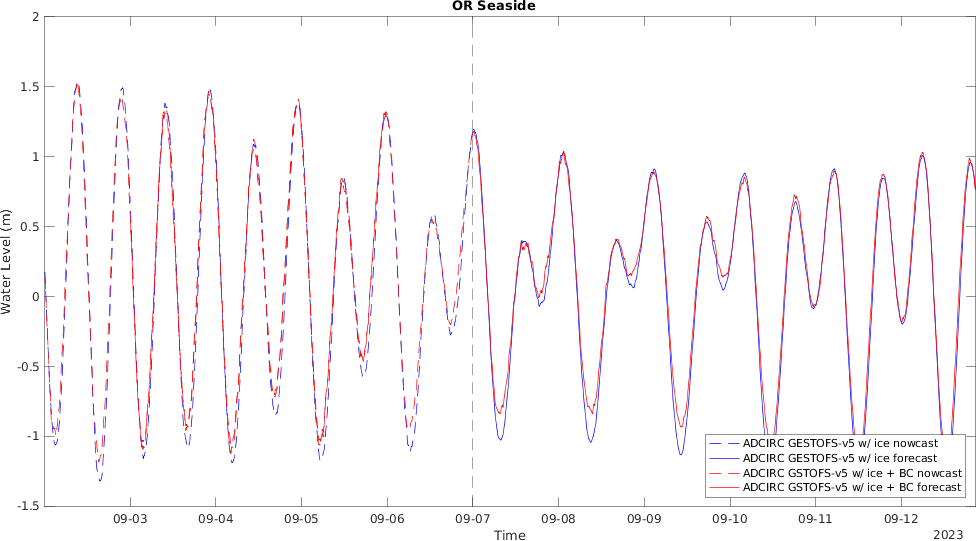 OR Seaside
2
1.5
1
0.5
0
-0.5
-1
-1.5
Water Level (m)
09-03 09-04 09-05 09-06 09-07 09-08 09-09 09-10 09-11 09-12
Time
2023
ADCIRC GESTOFS-v5 w/ ice nowcast
ADCIRC GESTOFS-v5 w/ ice forecast
ADCIRC GSTOFS-v5 w/ ice + BC nowcast
ADCIRC GSTOFS-v5 w/ ice + BC forecast